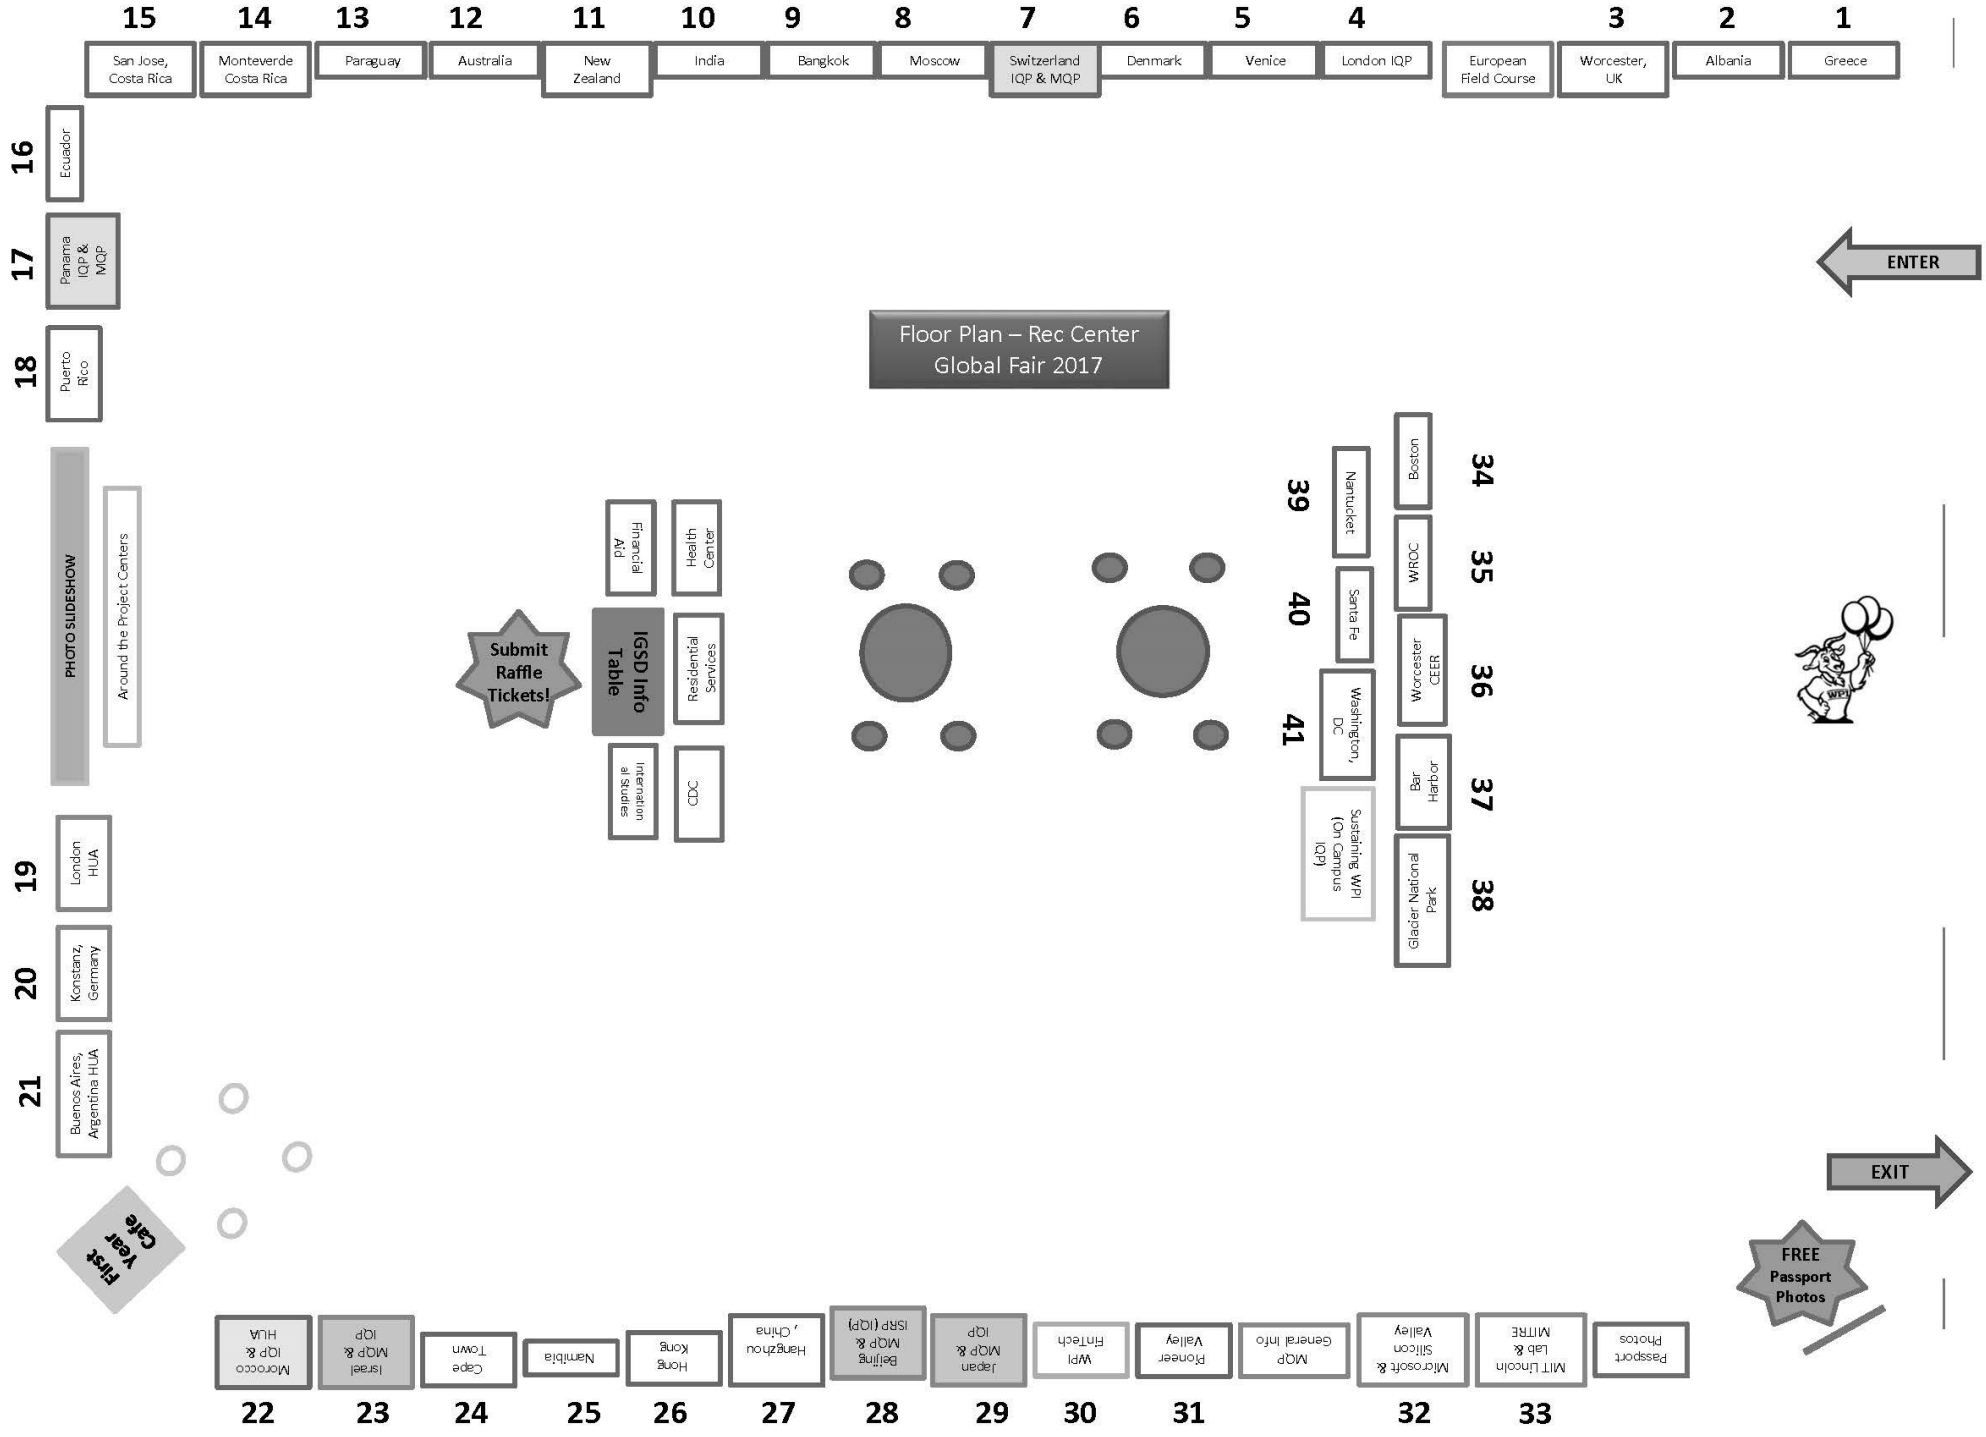 15 14 13 12 11 10 9 8 7 6 5 4 3 2 1
San Jose,
Costa Rica
Monteverde
Costa Rica
Paraguay
Australia
New
Zealand
India
Bangkok
Moscow
Switzerland
IQP & MQP
Denmark
Venice
London IQP
European
Field Course
Worcester,
UK
Albania
Greece
16
Ecuador
17
Panama
IQP &
MQP
18
Puerto
Rico
ENTER
Floor Plan – Rec Center
Global Fair 2017
PHOTO SLIDESHOW
Around the Project Centers
Financial
Aid
Health
Center
Submit
Raffle
Tickets!
IGSD Info
Table
Residential
Services
Internation
al Studies
CDC
39
Nantucket
40
Santa Fe
41
Washington,
DC
Sustaining WPI
(On Campus
IQP)
Boston
34
WROC
35
Worcester
CEER
36
Bar
Harbor
37
Glacier National
Park
38
WPI
19
London
HUA
20
Konstanz,
Germany
21
Buenos Aires,
Argentina HUA
First
Year
Cafe
EXIT
FREE
Passport
Photos
Morocco
IQP &
HUA
Israel
MQP &
IQP
Cape
Town
Namibia
Hong
Kong
Hangzhou
, China
Beijing
MQP &
ISRP (IQP)
Japan
MQP &
IQP
WPI
FinTech
Pioneer
Valley
MQP
General Info
Microsoft &
Silicon
Valley
MIT Lincoln
Lab &
MITRE
Passport
Photos
22 23 24 25 26 27 28 29 30 31 32 33